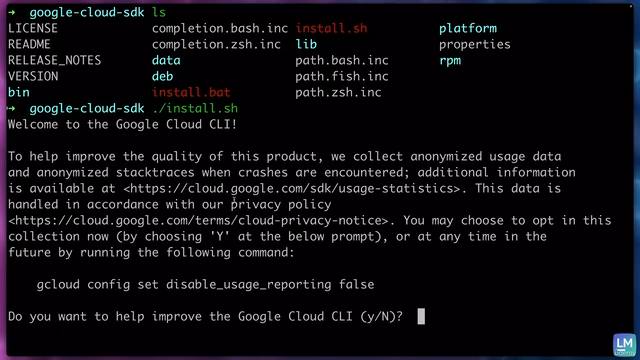 ➜ google-cloud-sdk ls
LICENSE completion.bash.inc install.sh platform
README completion.zsh.inc lib properties
RELEASE_NOTES data path.bash.inc rpm
VERSION deb path.fish.inc
bin install.bat path.zsh.inc
➜ google-cloud-sdk ./install.sh
Welcome to the Google Cloud CLI!
To help improve the quality of this product, we collect anonymized usage data
and anonymized stacktraces when crashes are encountered; additional information
is available at <https://cloud.google.com/sdk/usage-statistics>. This data is
handled in accordance with our privacy policy
<https://cloud.google.com/terms/cloud-privacy-notice>. You may choose to opt in this
collection now (by choosing 'Y' at the below prompt), or at any time in the
future by running the following command:
gcloud config set disable_usage_reporting false
Do you want to help improve the Google Cloud CLI (y/N)?
LM